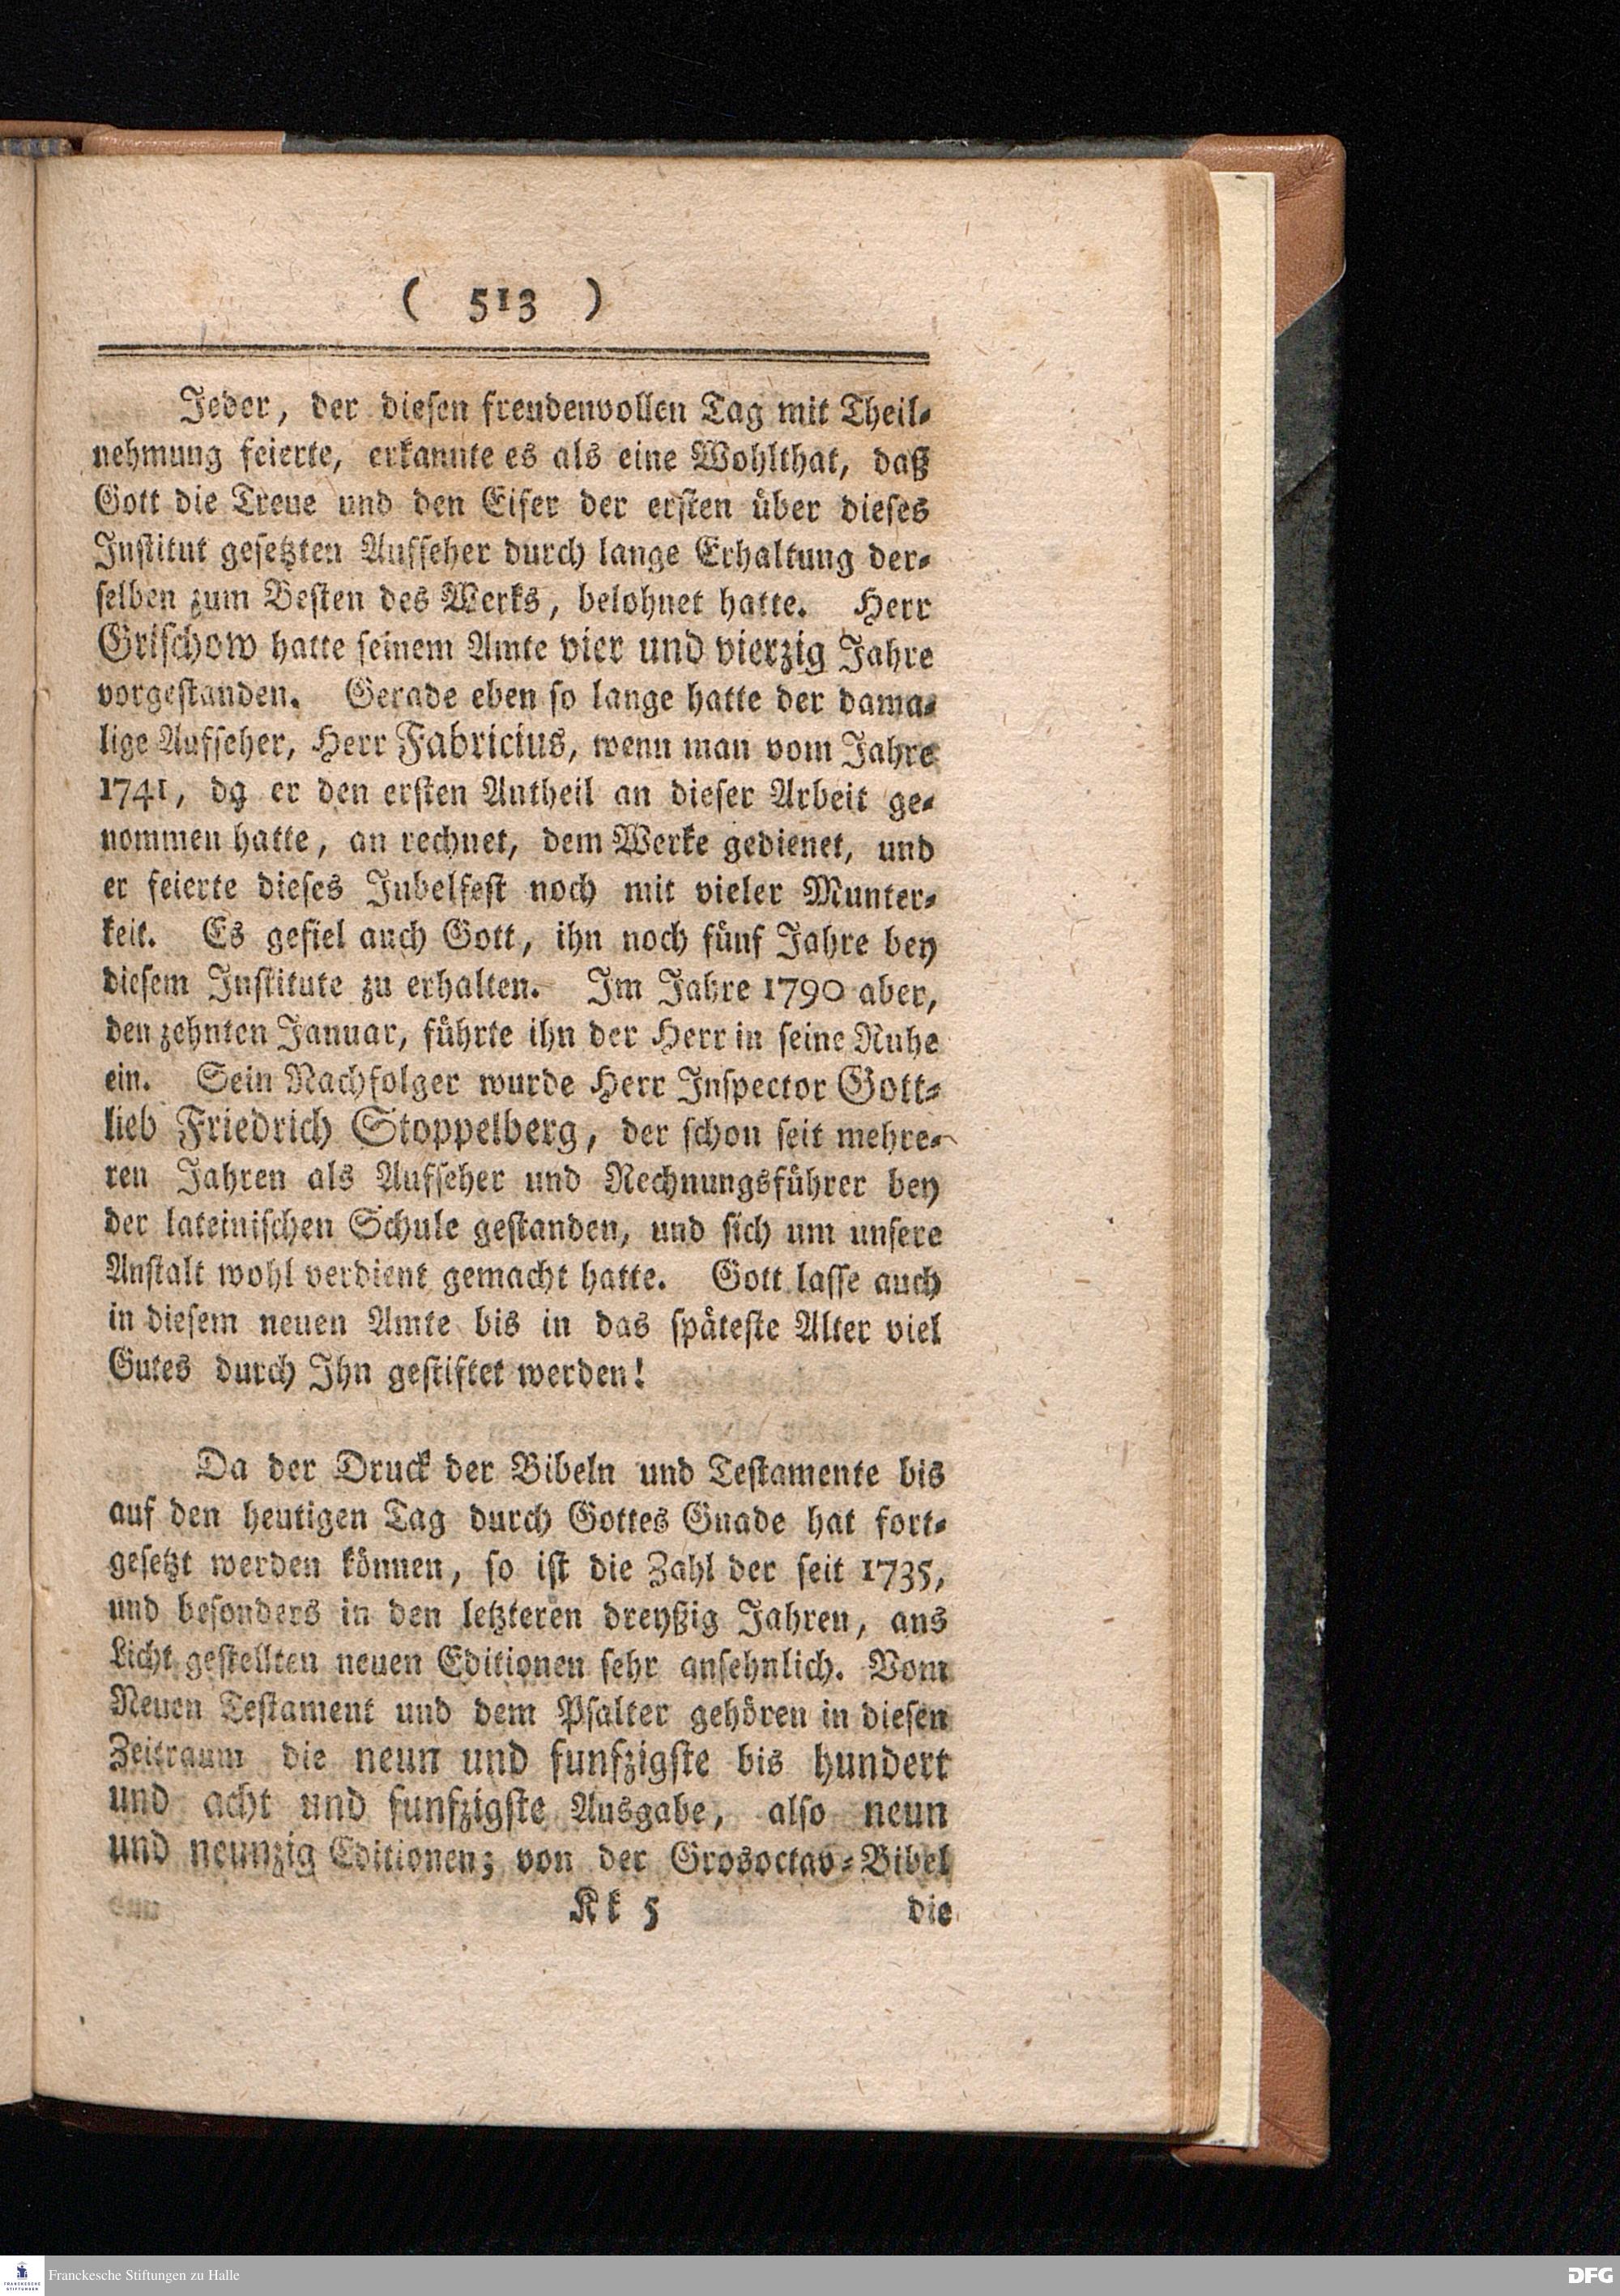 ( 513 )
Jeder, der diesen freudenvollen Tag mit Theil-
nehmung feierte, erkannte es als eine Wohlthat, daß
Gott die Treue und den Eifer der ersten über dieses
Institut gesetzten Aufseher durch lange Erhaltung der-
selben zum Besten des Werks, belohnet hatte. Herr
Grischow hatte seinem Amte vier und vierzig Jahre
vorgestanden. Gerade eben so lange hatte der dama-
lige Aufseher, Herr Fabricius, wenn man vom Jahre
1741, da er den ersten Antheil an dieser Arbeit ge-
nommen hatte, an rechnet, dem Werke gedienet, und
er feierte dieses Jubelfest noch mit vieler Munter-
keit. Es gefiel auch Gott, ihn noch fünf Jahre bey
diesem Institute zu erhalten. Im Jahre 1790 aber,
den zehnten Januar, führte ihn der Herr in seine Ruhe
ein. Sein Nachfolger wurde Herr Inspector Gott-
lieb Friedrich Stoppelberg, der schon seit mehre-
ren Jahren als Aufseher und Rechnungsführer bey
der lateinischen Schule gestanden, und sich um unsere
Anstalt wohl verdient gemacht hatte. Gott lasse auch
in diesem neuen Amte bis in das späteste Alter viel
Gutes durch Ihn gestiftet werden!
Da der Druck der Bibeln und Testamente bis
auf den heutigen Tag durch Gottes Gnade hat fort-
gesetzt werden können, so ist die Zahl der seit 1735,
und besonders in den letzteren dreyßig Jahren, ans
Licht gestellten neuen Editionen sehr ansehnlich. Vom
Neuen Testament und dem Psalter gehören in diesen
Zeitraum die neun und funfzigste bis hundert
und acht und funfzigste Ausgabe, also neun
und neunzig Editionen; von der Grosoctav-Bibel
Kk 5 die
FRANCKESCHE
STIFTUNGEN
Franckesche Stiftungen zu Halle
DFG